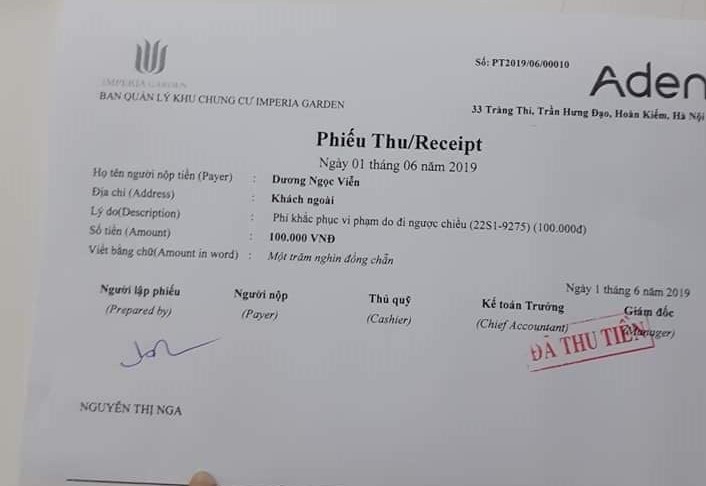 IMPERIA GARDEN
BAN QUẢN LÝ KHU CHUNG CƯ IMPERIA GARDEN
Số: PT2019/06/00010
Aden
33 Tràng Thi, Trần Hưng Đạo, Hoàn Kiếm, Hà Nội
Phiếu Thu/Receipt
Ngày 01 tháng 06 năm 2019
Họ tên người nộp tiền (Payer) : Dương Ngọc Viễn
Địa chỉ (Address) : Khách ngoài
Lý do(Description) : Phí khắc phục vi phạm do đi ngược chiều (22S1-9275) (100.000đ)
Số tiền (Amount) : 100.000 VNĐ
Viết bằng chữ(Amount in word) : Một trăm nghìn đồng chẵn
Ngày 1 tháng 6 năm 2019
Người lập phiếu Người nộp Thủ quỹ Kế toán Trưởng Giám đốc
(Prepared by) (Payer) (Cashier) (Chief Accountant) (Manager)
ĐÃ THU TIỀN
NGUYỄN THỊ NGA